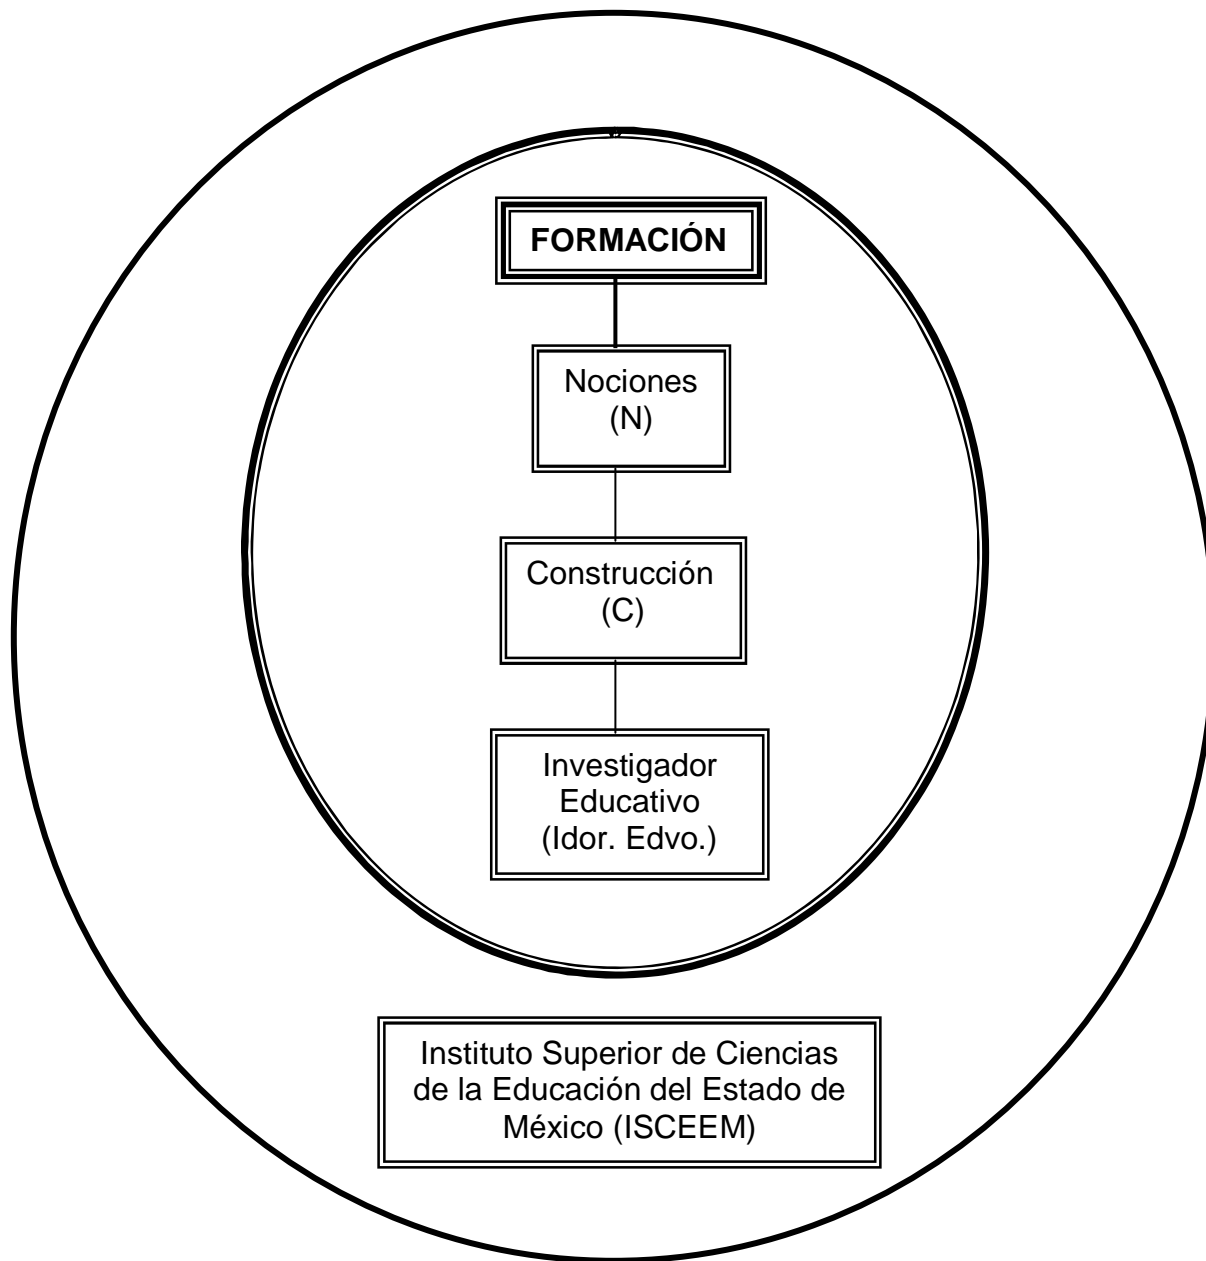 FORMACIÓN
Nociones
(N)
Construcción
(C)
Investigador
Educativo
(Idor. Edvo.)
Instituto Superior de Ciencias
de la Educación del Estado de
México (ISCEEM)